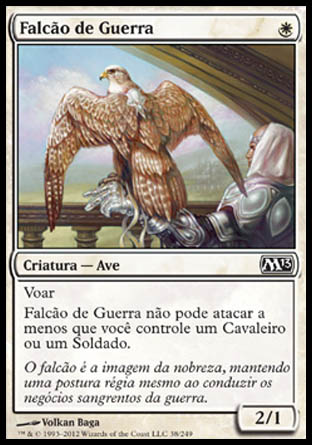 Falcão de Guerra
Criatura — Ave
M13
Voar
Falcão de Guerra não pode atacar a
menos que você controle um Cavaleiro
ou um Soldado.
O falcão é a imagem da nobreza, mantendo
uma postura régia mesmo ao conduzir os
negócios sangrentos da guerra.
Volkan Baga
™ & © 1993–2012 Wizards of the Coast LLC 38/249
2/1